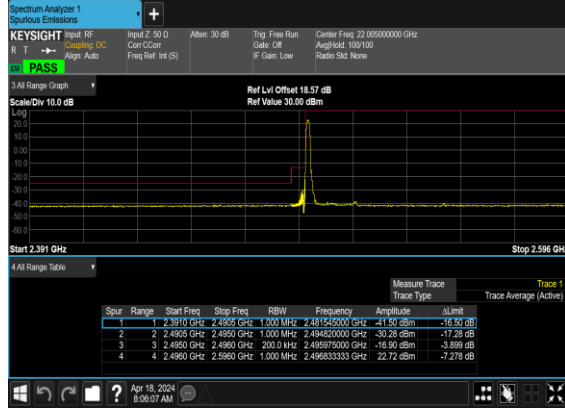 Spectrum Analyzer 1
Spurious Emissions
+
KEYSIGHT Input: RF Input Z: 50 Ω Atten: 30 dB Trig: Free Run Center Freq: 22.005000000 GHz
R T Coupling: DC Corr CCorr Gate: Off Avg|Hold: 100/100
Align: Auto Freq Ref: Int (S) IF Gain: Low Radio Std: None
PASS
3 All Range Graph
Ref Lvl Offset 18.57 dB
Scale/Div 10.0 dB Ref Value 30.00 dBm
Log
20.0
10.0
0.00
-10.0
-20.0
-30.0
-40.0
-50.0
-60.0
Start 2.391 GHz Stop 2.596 GH
4 All Range Table
Measure Trace Trace 1
Trace Type Trace Average (Active)
Spur Range Start Freq Stop Freq RBW Frequency Amplitude ΔLimit
1 1 2.3910 GHz 2.4905 GHz 1.000 MHz 2.481545000 GHz -41.50 dBm -16.50 dB
2 2 2.4905 GHz 2.4950 GHz 1.000 MHz 2.494820000 GHz -30.28 dBm -17.28 dB
3 3 2.4950 GHz 2.4960 GHz 200.0 kHz 2.495975000 GHz -16.90 dBm -3.899 dB
4 4 2.4960 GHz 2.5960 GHz 1.000 MHz 2.496833333 GHz 22.72 dBm -7.278 dB
? Apr 18, 2024
8:06:07 AM